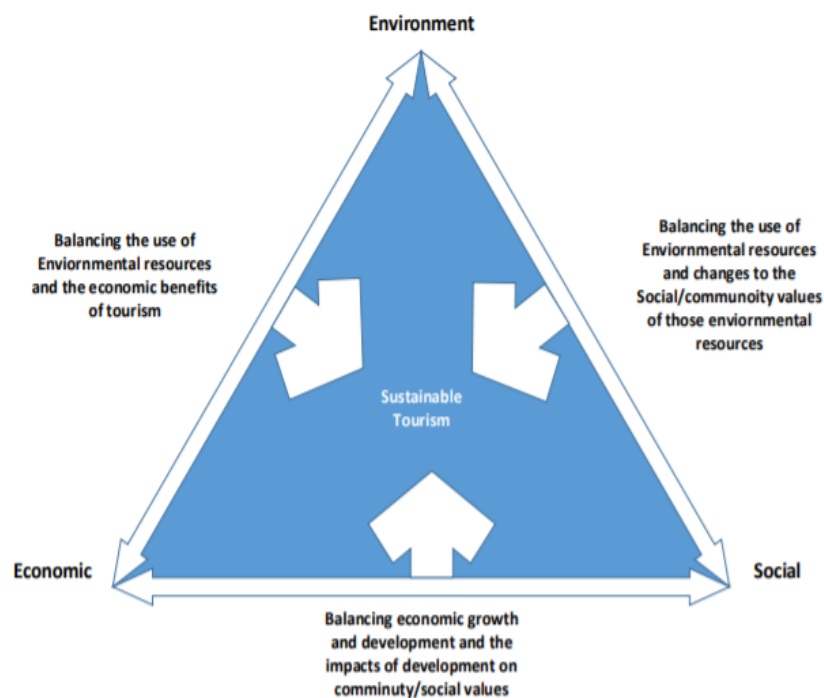 Environment
Balancing the use of
Enviornmental resources
and the economic benefits
of tourism
Balancing the use of
Enviornmental resources
and changes to the
Social/communoity values
of those enviornmental
resources
Sustainable
Tourism
Economic
Social
Balancing economic growth
and development and the
impacts of development on
comminuty/social values